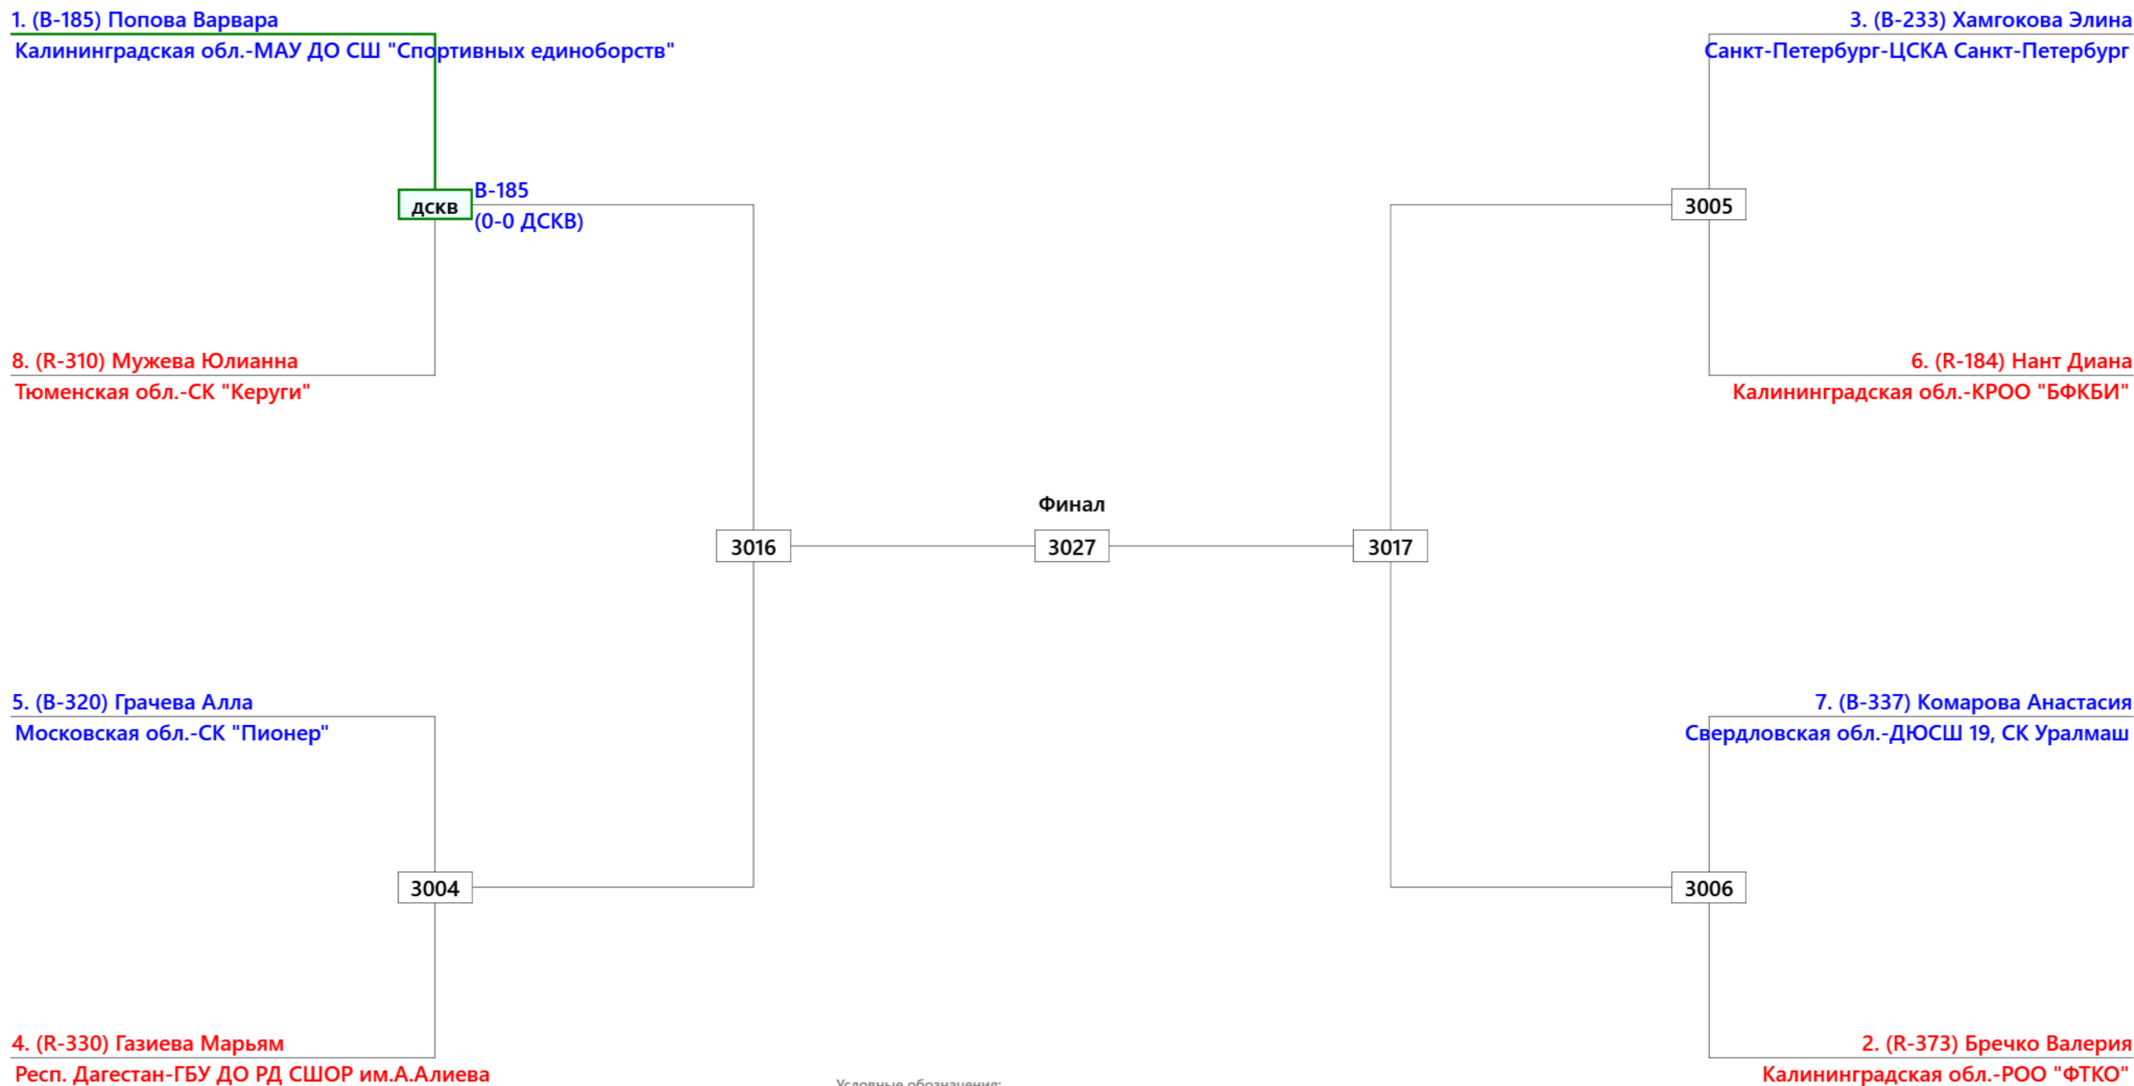 1. (B-185) Попова Варвара
Калининградская обл.-МАУ ДО СШ "Спортивных единоборств"
3. (B-233) Хамгокова Элина
Санкт-Петербург-ЦСКА Санкт-Петербург
дскв
B-185
(0-0 ДСКВ)
3005
8. (R-310) Мужева Юлианна
Тюменская обл.-СК "Керуги"
6. (R-184) Нант Диана
Калининградская обл.-КРОО "БФКБИ"
Финал
3016
3027
3017
5. (B-320) Грачева Алла
Московская обл.-СК "Пионер"
7. (B-337) Комарова Анастасия
Свердловская обл.-ДЮСШ 19, СК Уралмаш
3004
3006
4. (R-330) Газиева Марьям
Респ. Дагестан-ГБУ ДО РД СШОР им.А.Алиева
2. (R-373) Бречко Валерия
Калининградская обл.-РОО "ФТКО"
Условные обозначения: